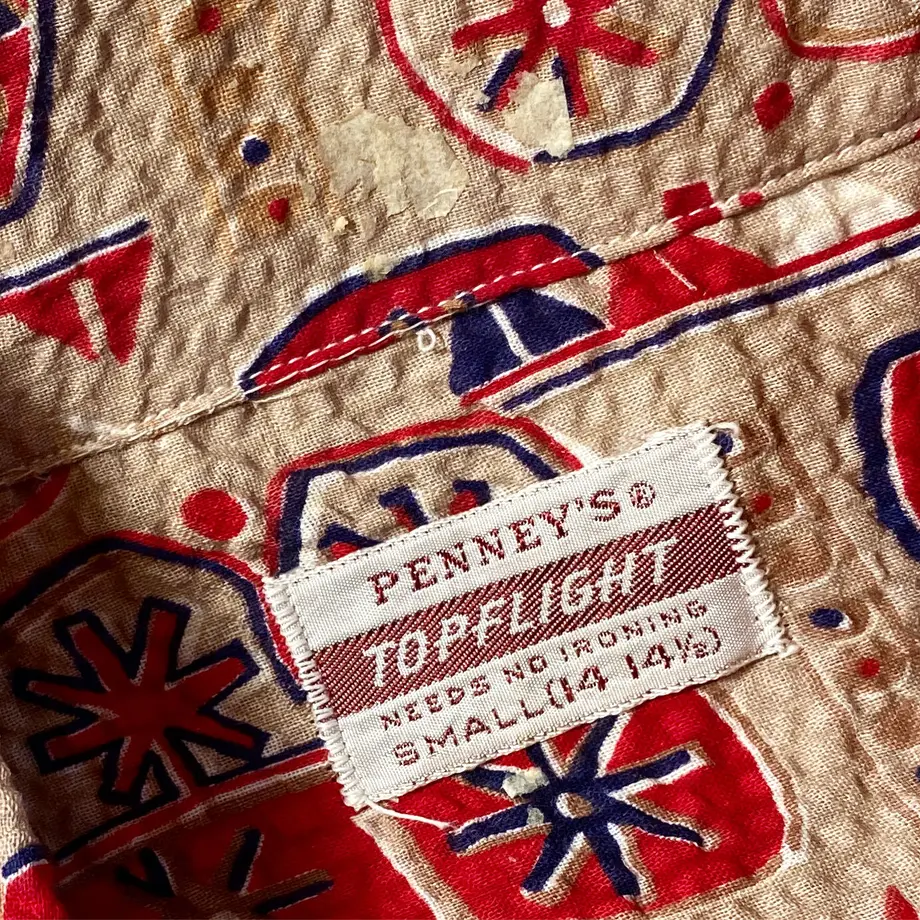 PENNEY'S®
TOPFLIGHT
NEEDS NO IRONING
SMALL(14 14½)